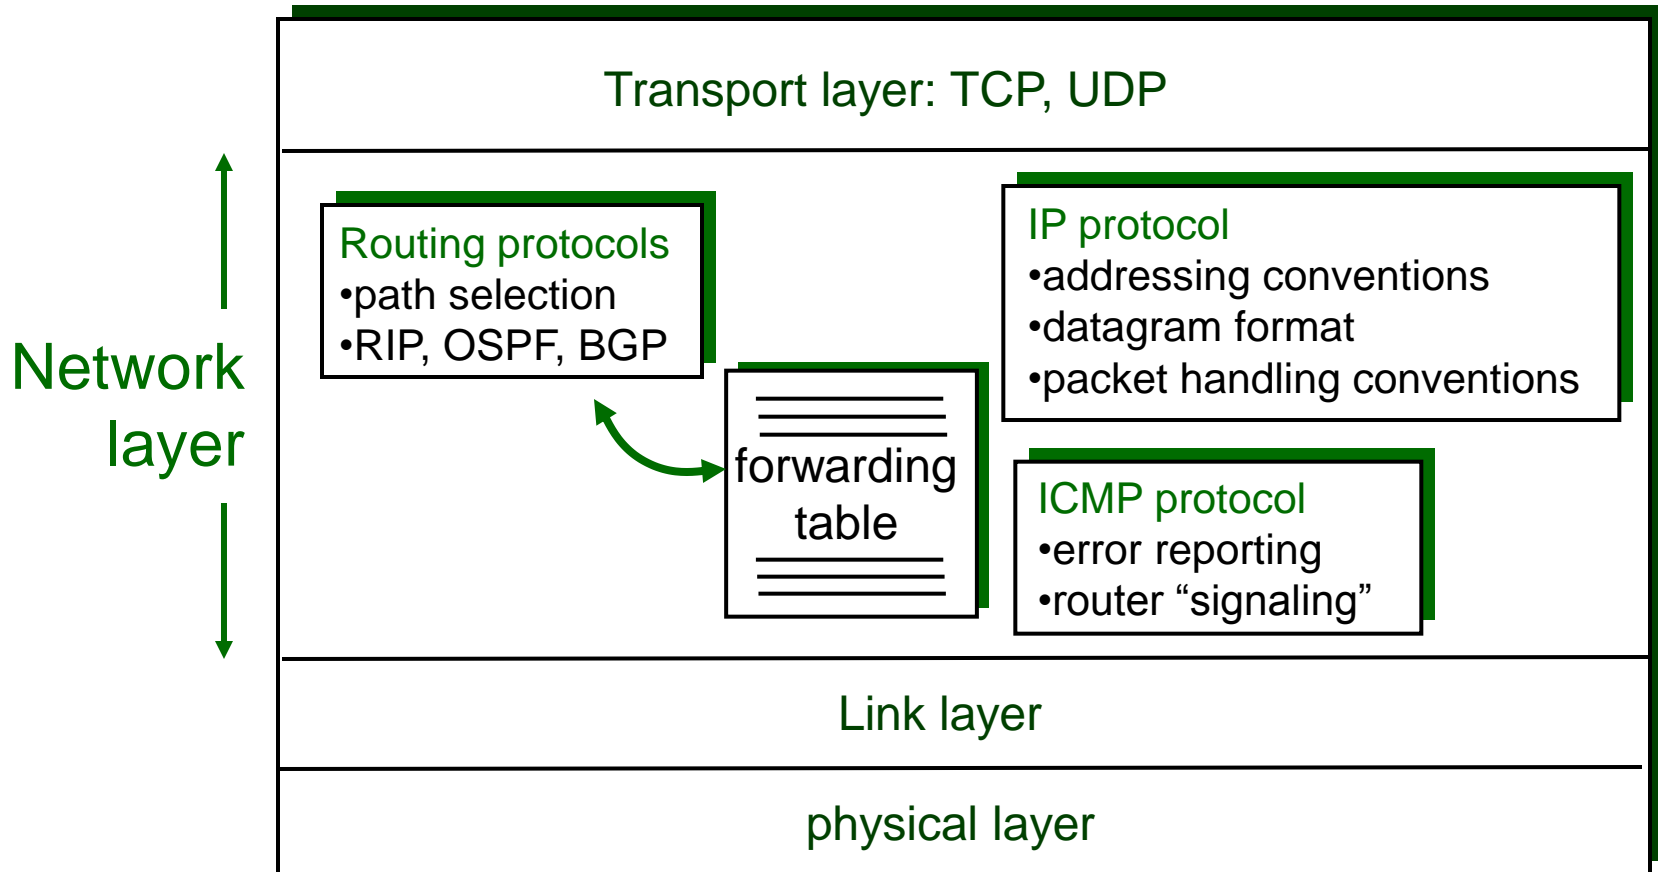 Transport layer: TCP, UDP
Network
layer
Routing protocols
•path selection
•RIP, OSPF, BGP
forwarding
table
IP protocol
•addressing conventions
•datagram format
•packet handling conventions
ICMP protocol
•error reporting
•router “signaling”
Link layer
physical layer